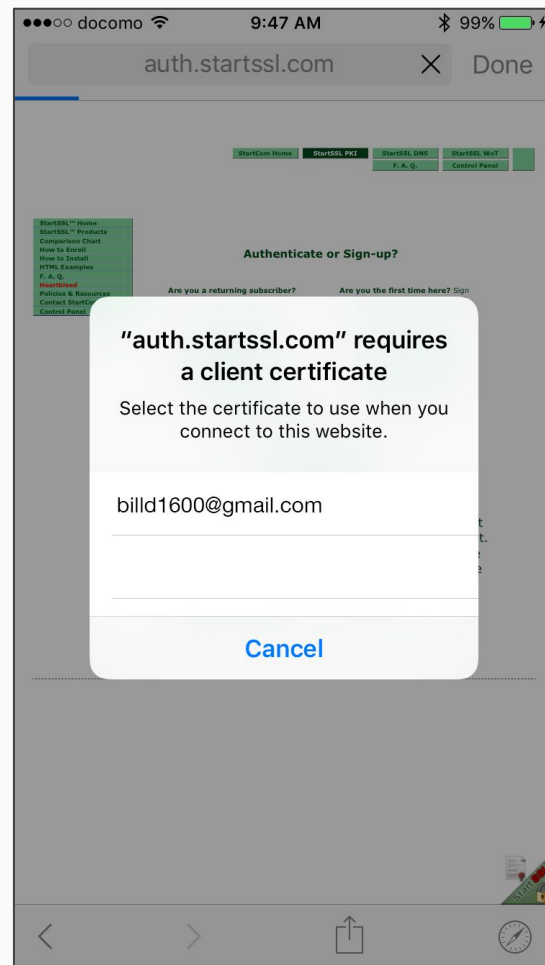 docomo 9:47 AM 99%
auth.startssl.com Done
StartCom Home StartSSL PKI StartSSL DNS StartSSL WoT
F. A. Q. Control Panel
StartSSL™ Home
StartSSL™ Products
Comparison Chart
How to Enroll
How to Install
HTML Examples
F. A. Q.
Heartbleed
Policies & Resources
Contact
Control Panel
Authenticate or Sign-up?
Are you a returning subscriber? Are you the first time here? Sign
"auth.startssl.com" requires
a client certificate
Select the certificate to use when you
connect to this website.
billd1600@gmail.com
Cancel